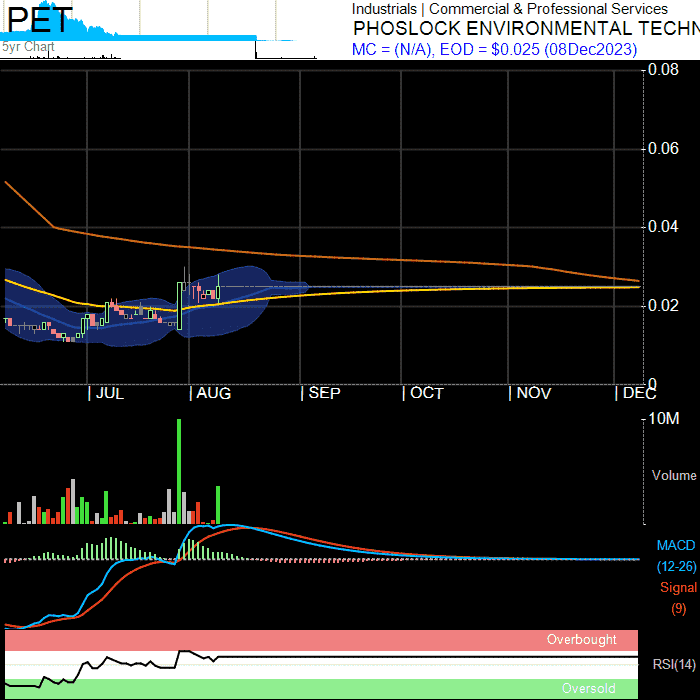 PET
5yr Chart
Industrials | Commercial & Professional Services
PHOSLOCK ENVIRONMENTAL TECHN
MC = (N/A), EOD = $0.025 (08Dec2023)
0.08
0.06
0.04
0.02
0
JUL
AUG
SEP
OCT
NOV
DEC
10M
Volume
MACD
(12-26)
Signal
(9)
Overbought
RSI(14)
Oversold